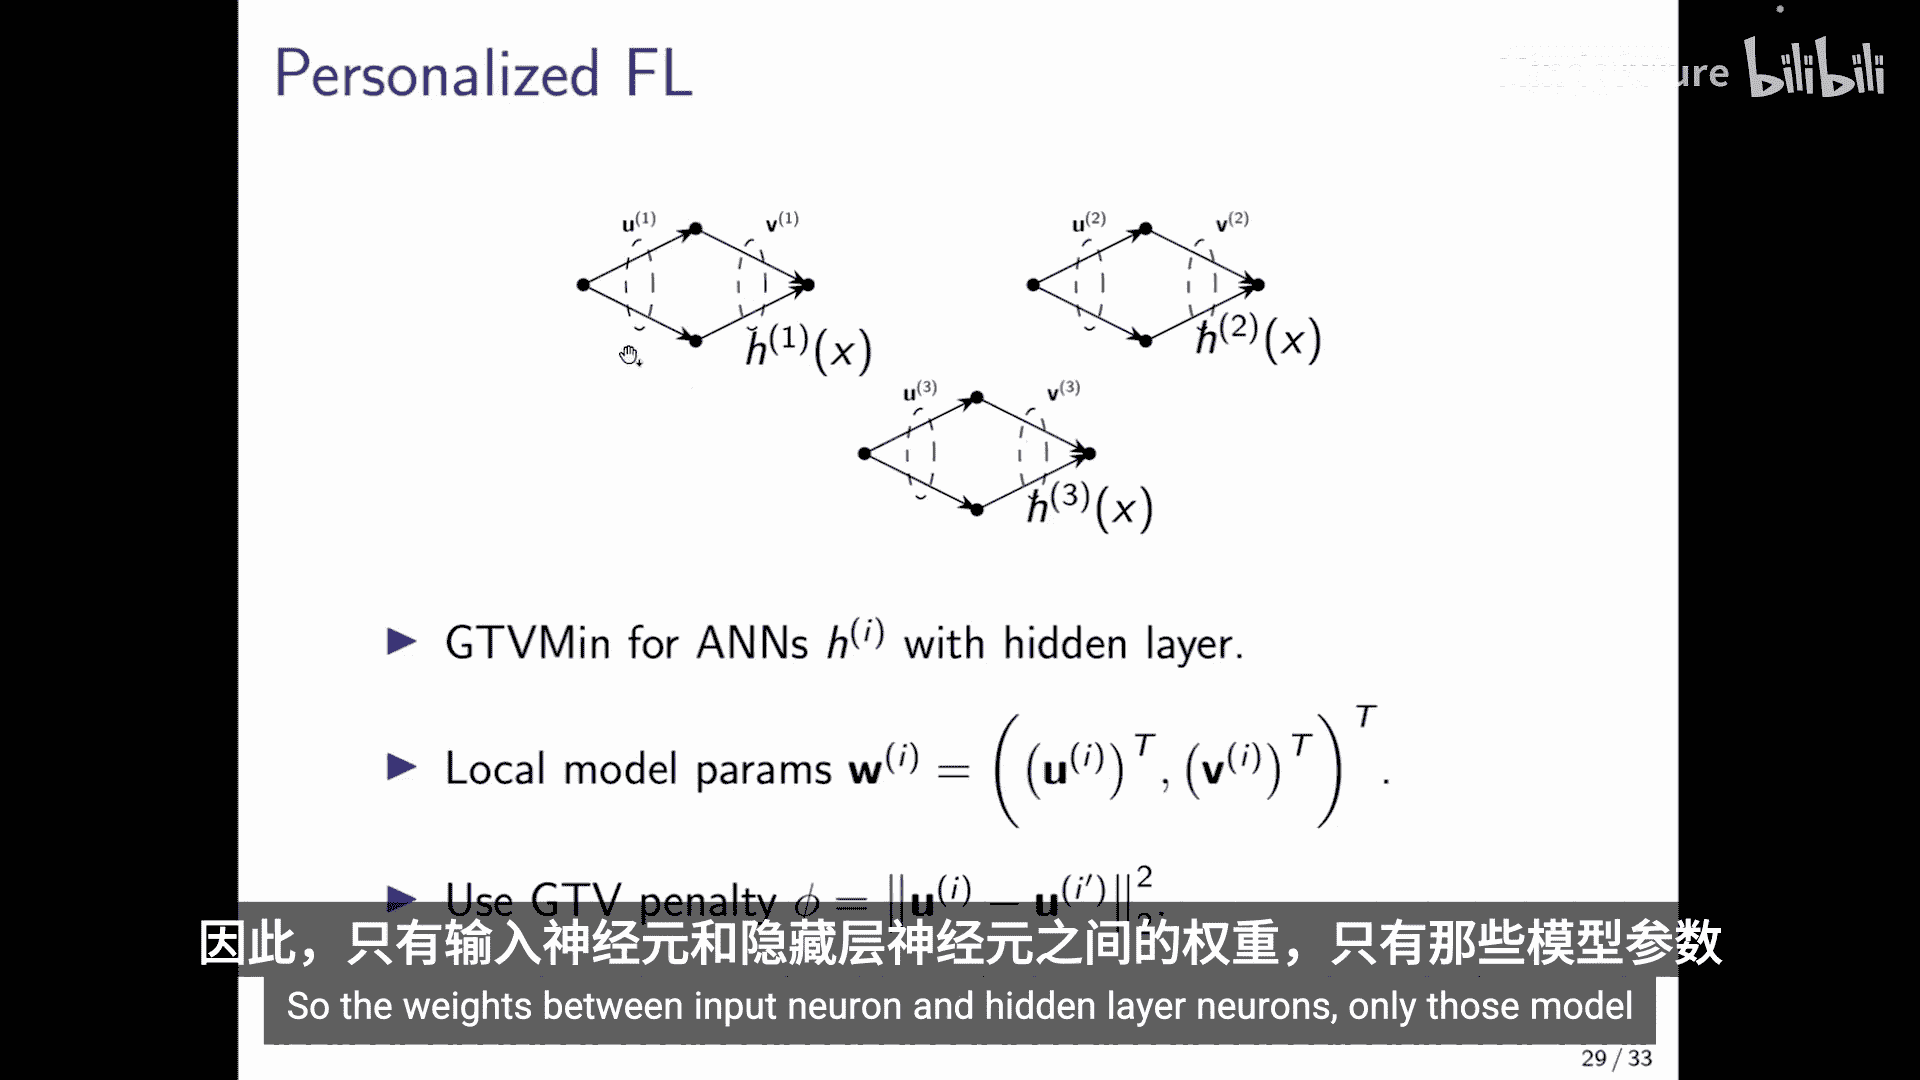 Personalized FL
bilibili
u^(1) v^(1) u^(2) v^(2)
h^(1)(x) h^(2)(x)
u^(3) v^(3)
h^(3)(x)
▶ GTVMin for ANNs h^(i) with hidden layer.
▶ Local model params w^(i) = ((u^(i))^T, (v^(i))^T)^T.
▶ Use GTV penalty ϕ = ||u^(i) − u^(i′)||_2^2.
因此，只有输入神经元和隐藏层神经元之间的权重，只有那些模型参数
So the weights between input neuron and hidden layer neurons, only those model
29 / 33